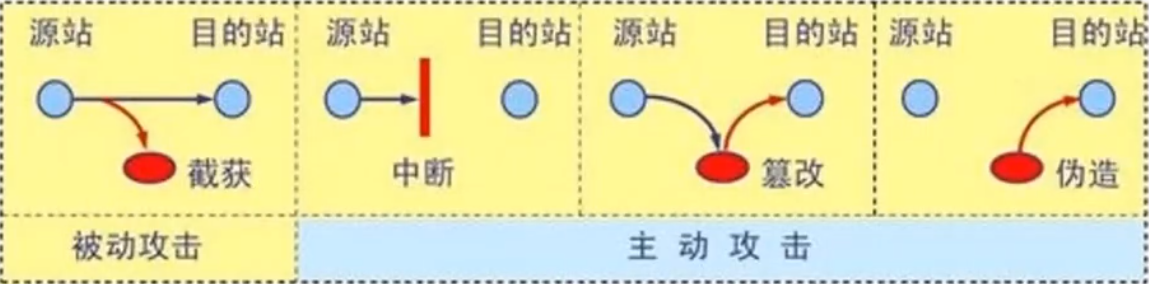 源站 目的站 源站 目的站 源站 目的站 源站 目的站
截获 中断 篡改 伪造
被动攻击 主动攻击